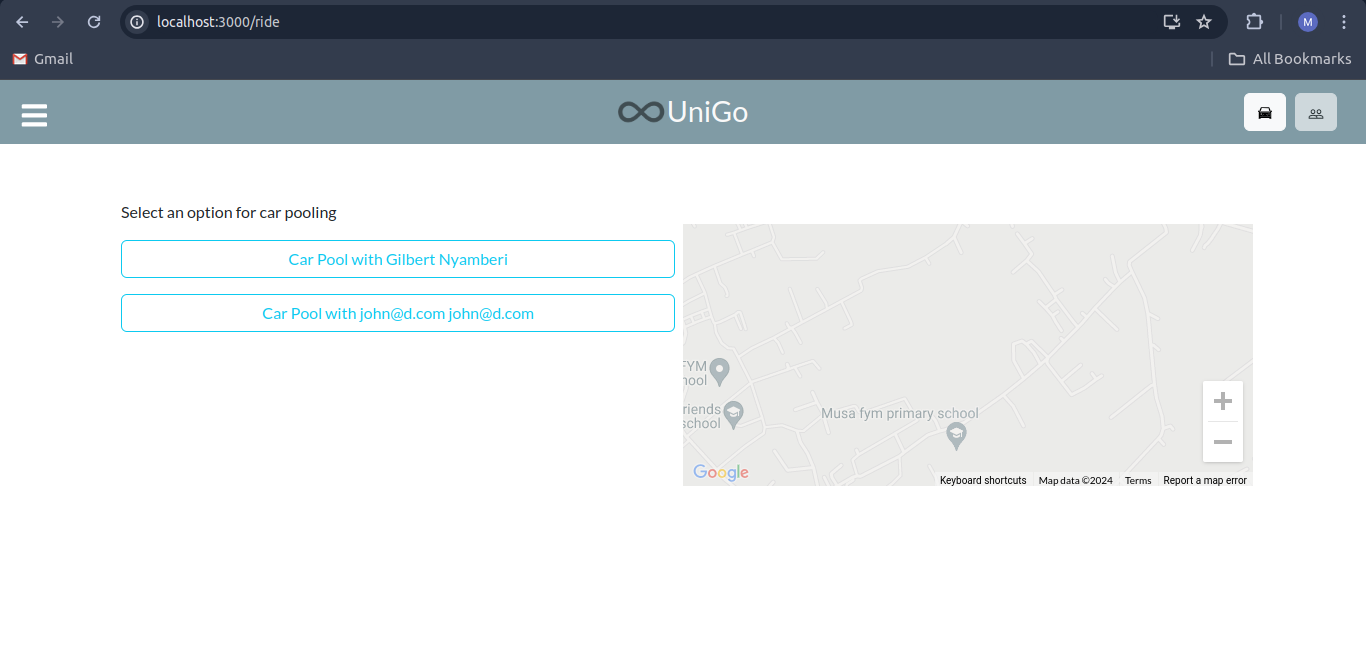 localhost:3000/ride
M
Gmail
All Bookmarks
UniGo
Select an option for car pooling
Car Pool with Gilbert Nyamberi
Car Pool with john@d.com john@d.com
FYM
hool
riends
school
Musa fym primary school
Google
Keyboard shortcuts Map data ©2024 Terms Report a map error